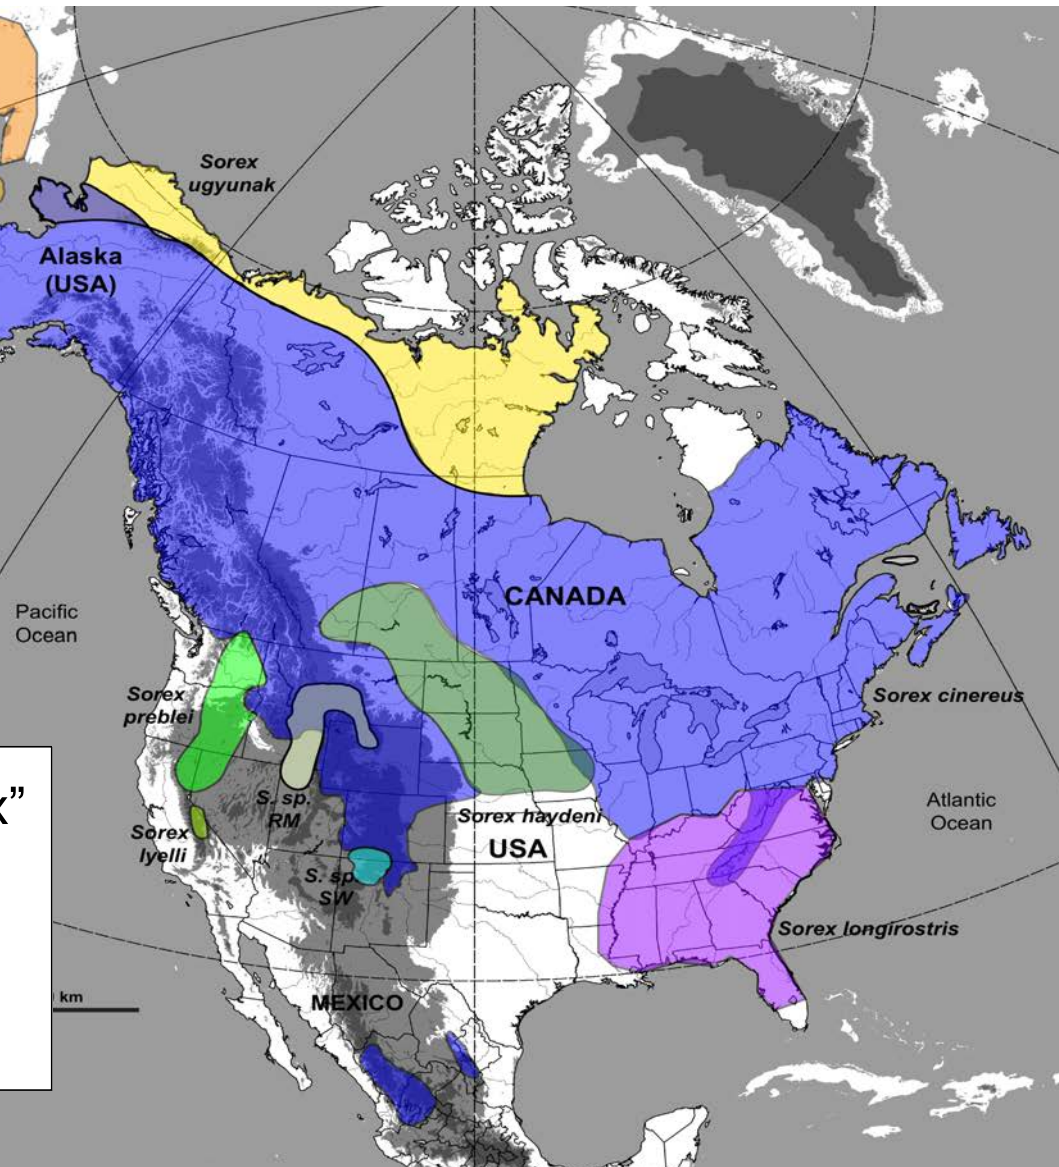 Sorex
ugyunak
Alaska
(USA)
CANADA
Pacific
Ocean
Sorex
preblei
Sorex cinereus
x”
S. sp.
RM
Sorex haydeni
Atlantic
Ocean
Sorex
lyelli
USA
S. sp.
SW
Sorex longirostris
km
MEXICO